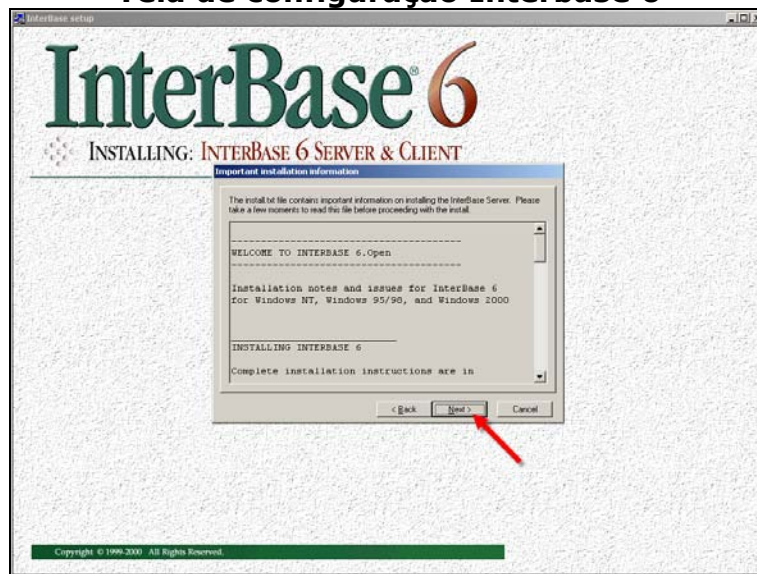 Tela de configuração Interbase 6
InterBase setup
InterBase® 6
INSTALLING: INTERBASE 6 SERVER & CLIENT
Important installation information
The install.txt file contains important information on installing the InterBase Server. Please
take a few moments to read this file before proceeding with the install.
--------------------------------------------
WELCOME TO INTERBASE 6.Open
--------------------------------------------
Installation notes and issues for InterBase 6
for Windows NT, Windows 95/98, and Windows 2000
________________________________
INSTALLING INTERBASE 6
Complete installation instructions are in
< Back
Next >
Cancel
Copyright © 1999-2000 All Rights Reserved.